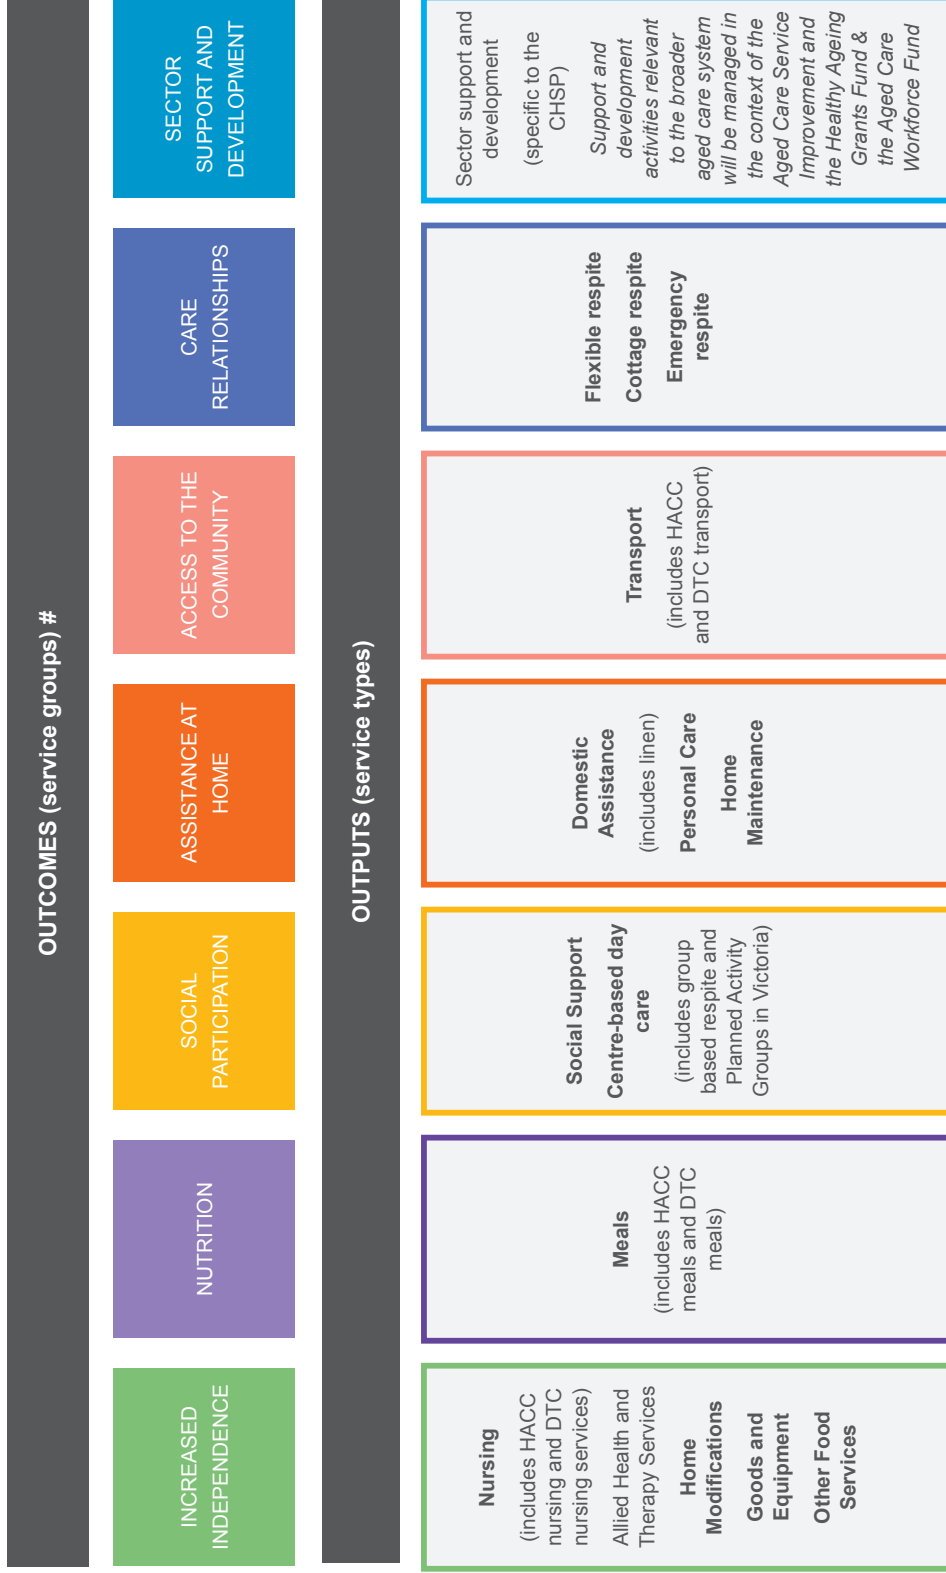 OUTCOMES (service groups) #
INCREASED
INDEPENDENCE
NUTRITION
SOCIAL
PARTICIPATION
ASSISTANCE AT
HOME
ACCESS TO THE
COMMUNITY
CARE
RELATIONSHIPS
SECTOR
SUPPORT AND
DEVELOPMENT
OUTPUTS (service types)
Nursing
(includes HACC
nursing and DTC
nursing services)
Allied Health and
Therapy Services
Home
Modifications
Goods and
Equipment
Other Food
Services
Meals
(includes HACC
meals and DTC
meals)
Social Support
Centre-based day
care
(includes group
based respite and
Planned Activity
Groups in Victoria)
Domestic
Assistance
(includes linen)
Personal Care
Home
Maintenance
Transport
(includes HACC
and DTC transport)
Flexible respite
Cottage respite
Emergency
respite
Sector support and
development
(specific to the
CHSP)
Support and
development
activities relevant
to the broader
aged care system
will be managed in
the context of the
Aged Care Service
Improvement and
the Healthy Ageing
Grants Fund &
the Aged Care
Workforce Fund